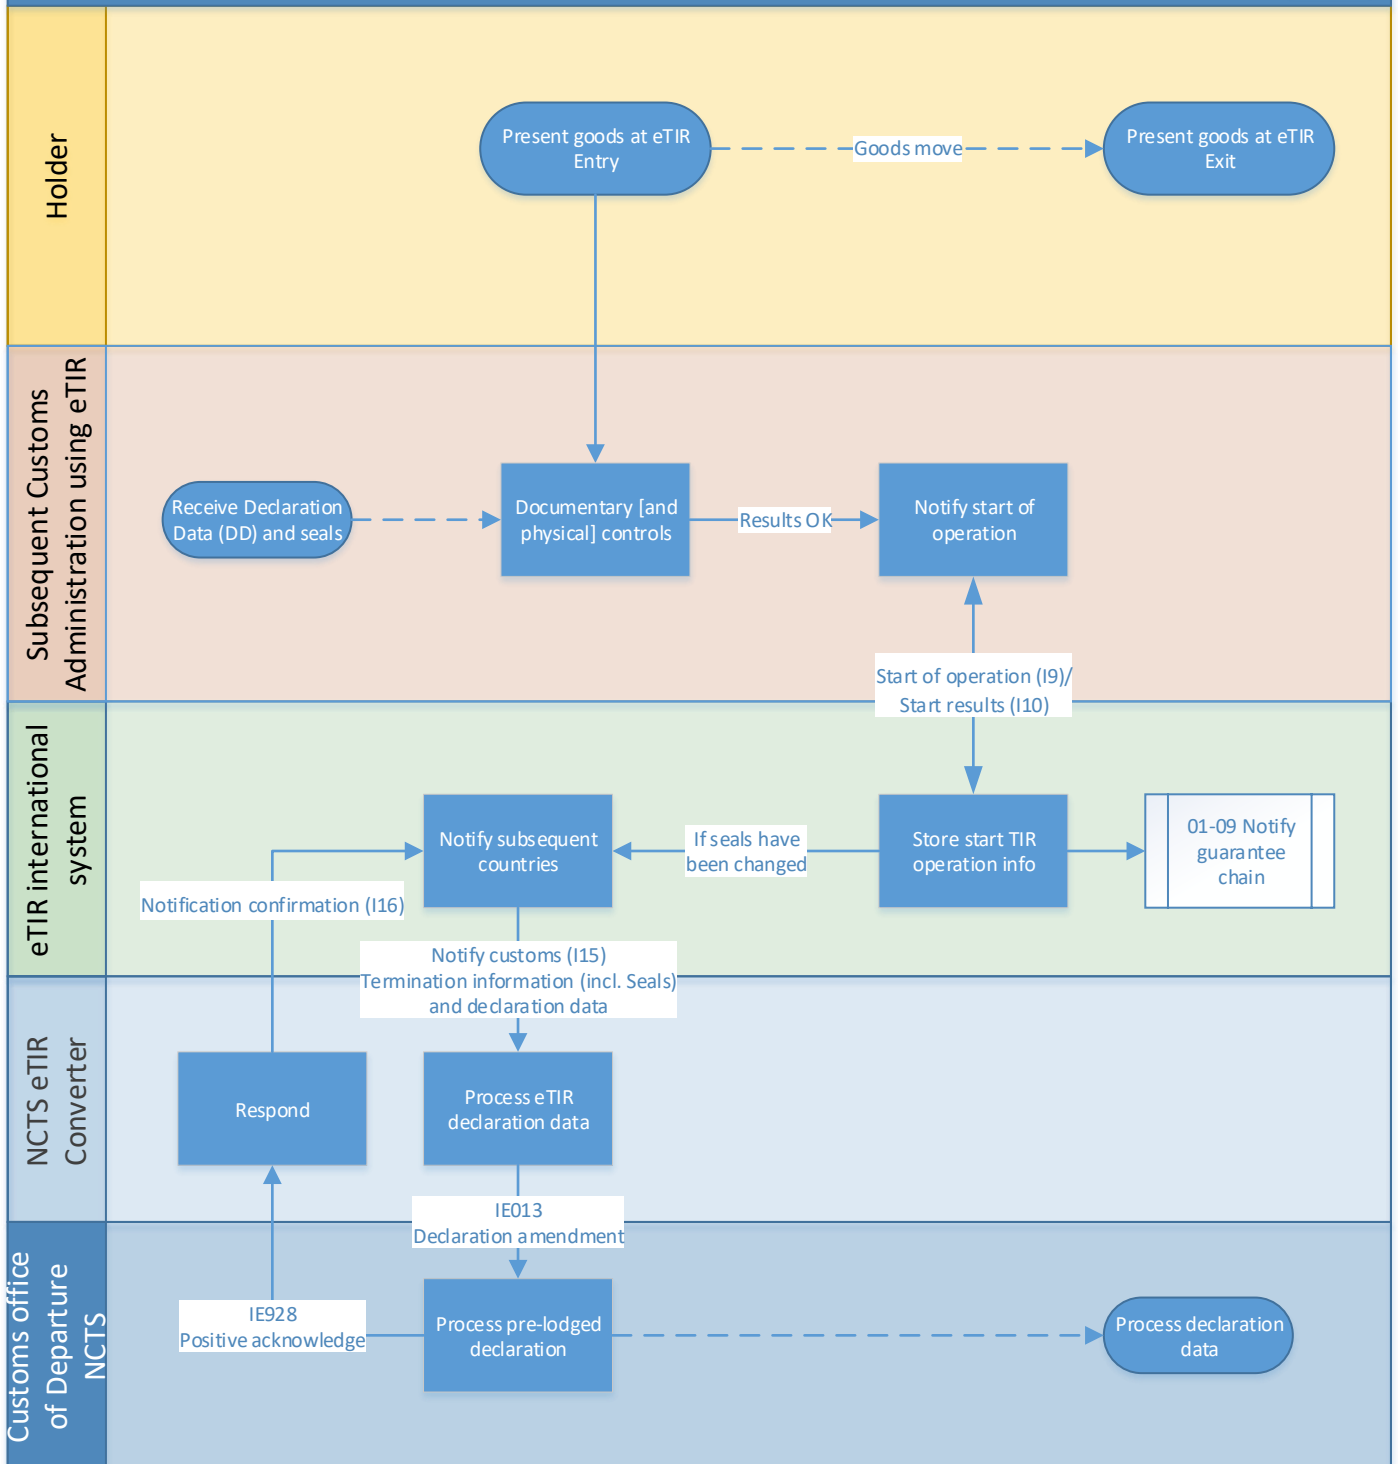 Holder
Present goods at eTIR
Entry
Goods move
Present goods at eTIR
Exit
Subsequent Customs
Administration using eTIR
Receive Declaration
Data (DD) and seals
Documentary [and
physical] controls
Results OK
Notify start of
operation
Start of operation (I9)/
Start results (I10)
eTIR international
system
Notify subsequent
countries
If seals have
been changed
Store start TIR
operation info
01-09 Notify
guarantee
chain
Notification confirmation (I16)
Notify customs (I15)
Termination information (incl. Seals)
and declaration data
NCTS eTIR
Converter
Respond
Process eTIR
declaration data
IE013
Declaration amendment
Customs office
of Departure
NCTS
IE928
Positive acknowledge
Process pre-lodged
declaration
Process declaration
data